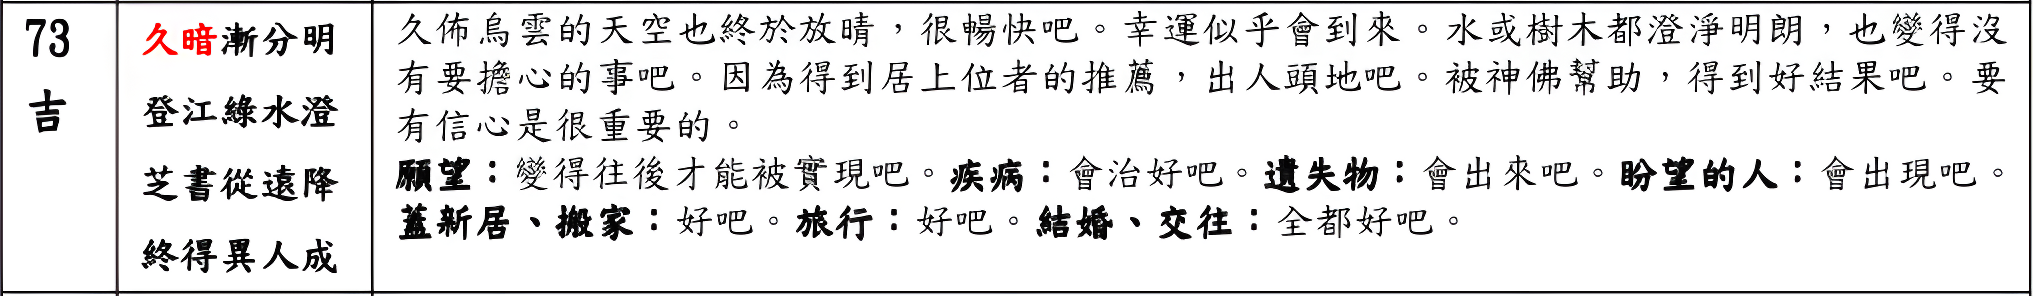 73
吉
久暗漸分明
登江綠水澄
芝書從遠降
終得異人成
久佈烏雲的天空也終於放晴，很暢快吧。幸運似乎會到來。水或樹木都澄淨明朗，也變得沒
有要擔心的事吧。因為得到居上位者的推薦，出人頭地吧。被神佛幫助，得到好結果吧。要
有信心是很重要的。
願望：變得往後才能被實現吧。疾病：會治好吧。遺失物：會出來吧。盼望的人：會出現吧。
蓋新居、搬家：好吧。旅行：好吧。結婚、交往：全都好吧。